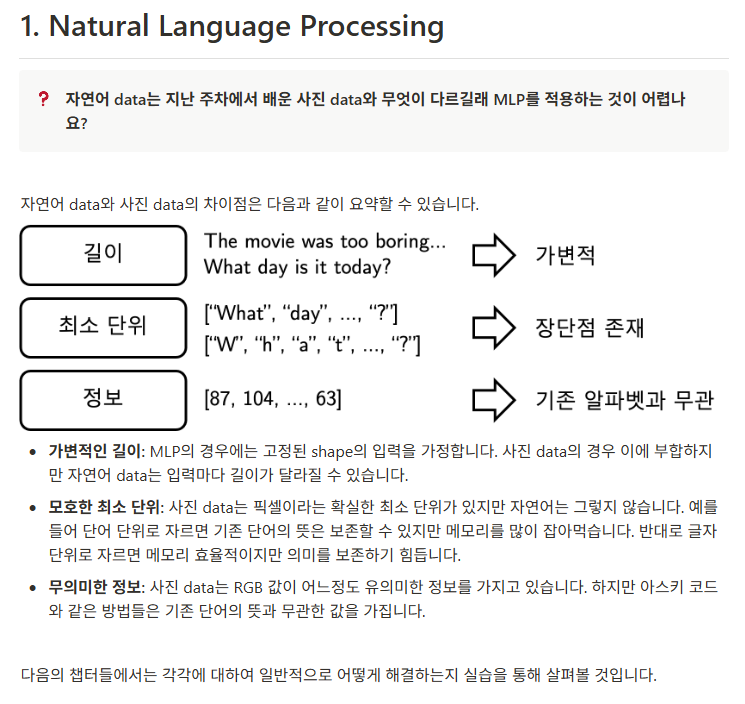 1. Natural Language Processing
❓ 자연어 data는 지난 주차에서 배운 사진 data와 무엇이 다르길래 MLP를 적용하는 것이 어렵나
요?
자연어 data와 사진 data의 차이점은 다음과 같이 요약할 수 있습니다.
길이
The movie was too boring...
What day is it today?
가변적
최소 단위
["What", "day", ..., "?"]
["W", "h", "a", "t", ..., "?"]
장단점 존재
정보
[87, 104, ..., 63]
기존 알파벳과 무관
• 가변적인 길이: MLP의 경우에는 고정된 shape의 입력을 가정합니다. 사진 data의 경우 이에 부합하지
만 자연어 data는 입력마다 길이가 달라질 수 있습니다.
• 모호한 최소 단위: 사진 data는 픽셀이라는 확실한 최소 단위가 있지만 자연어는 그렇지 않습니다. 예를
들어 단어 단위로 자르면 기존 단어의 뜻은 보존할 수 있지만 메모리를 많이 잡아먹습니다. 반대로 글자
단위로 자르면 메모리 효율적이지만 의미를 보존하기 힘듭니다.
• 무의미한 정보: 사진 data는 RGB 값이 어느정도 유의미한 정보를 가지고 있습니다. 하지만 아스키 코드
와 같은 방법들은 기존 단어의 뜻과 무관한 값을 가집니다.
다음의 챕터들에서는 각각에 대하여 일반적으로 어떻게 해결하는지 실습을 통해 살펴볼 것입니다.